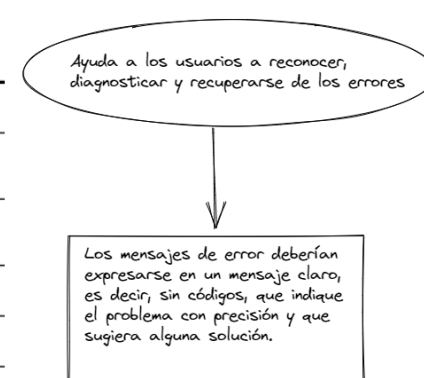 Ayuda a los usuarios a reconocer,
diagnosticar y recuperarse de los errores
Los mensajes de error deberían
expresarse en un mensaje claro,
es decir, sin códigos, que indique
el problema con precisión y que
sugiera alguna solución.